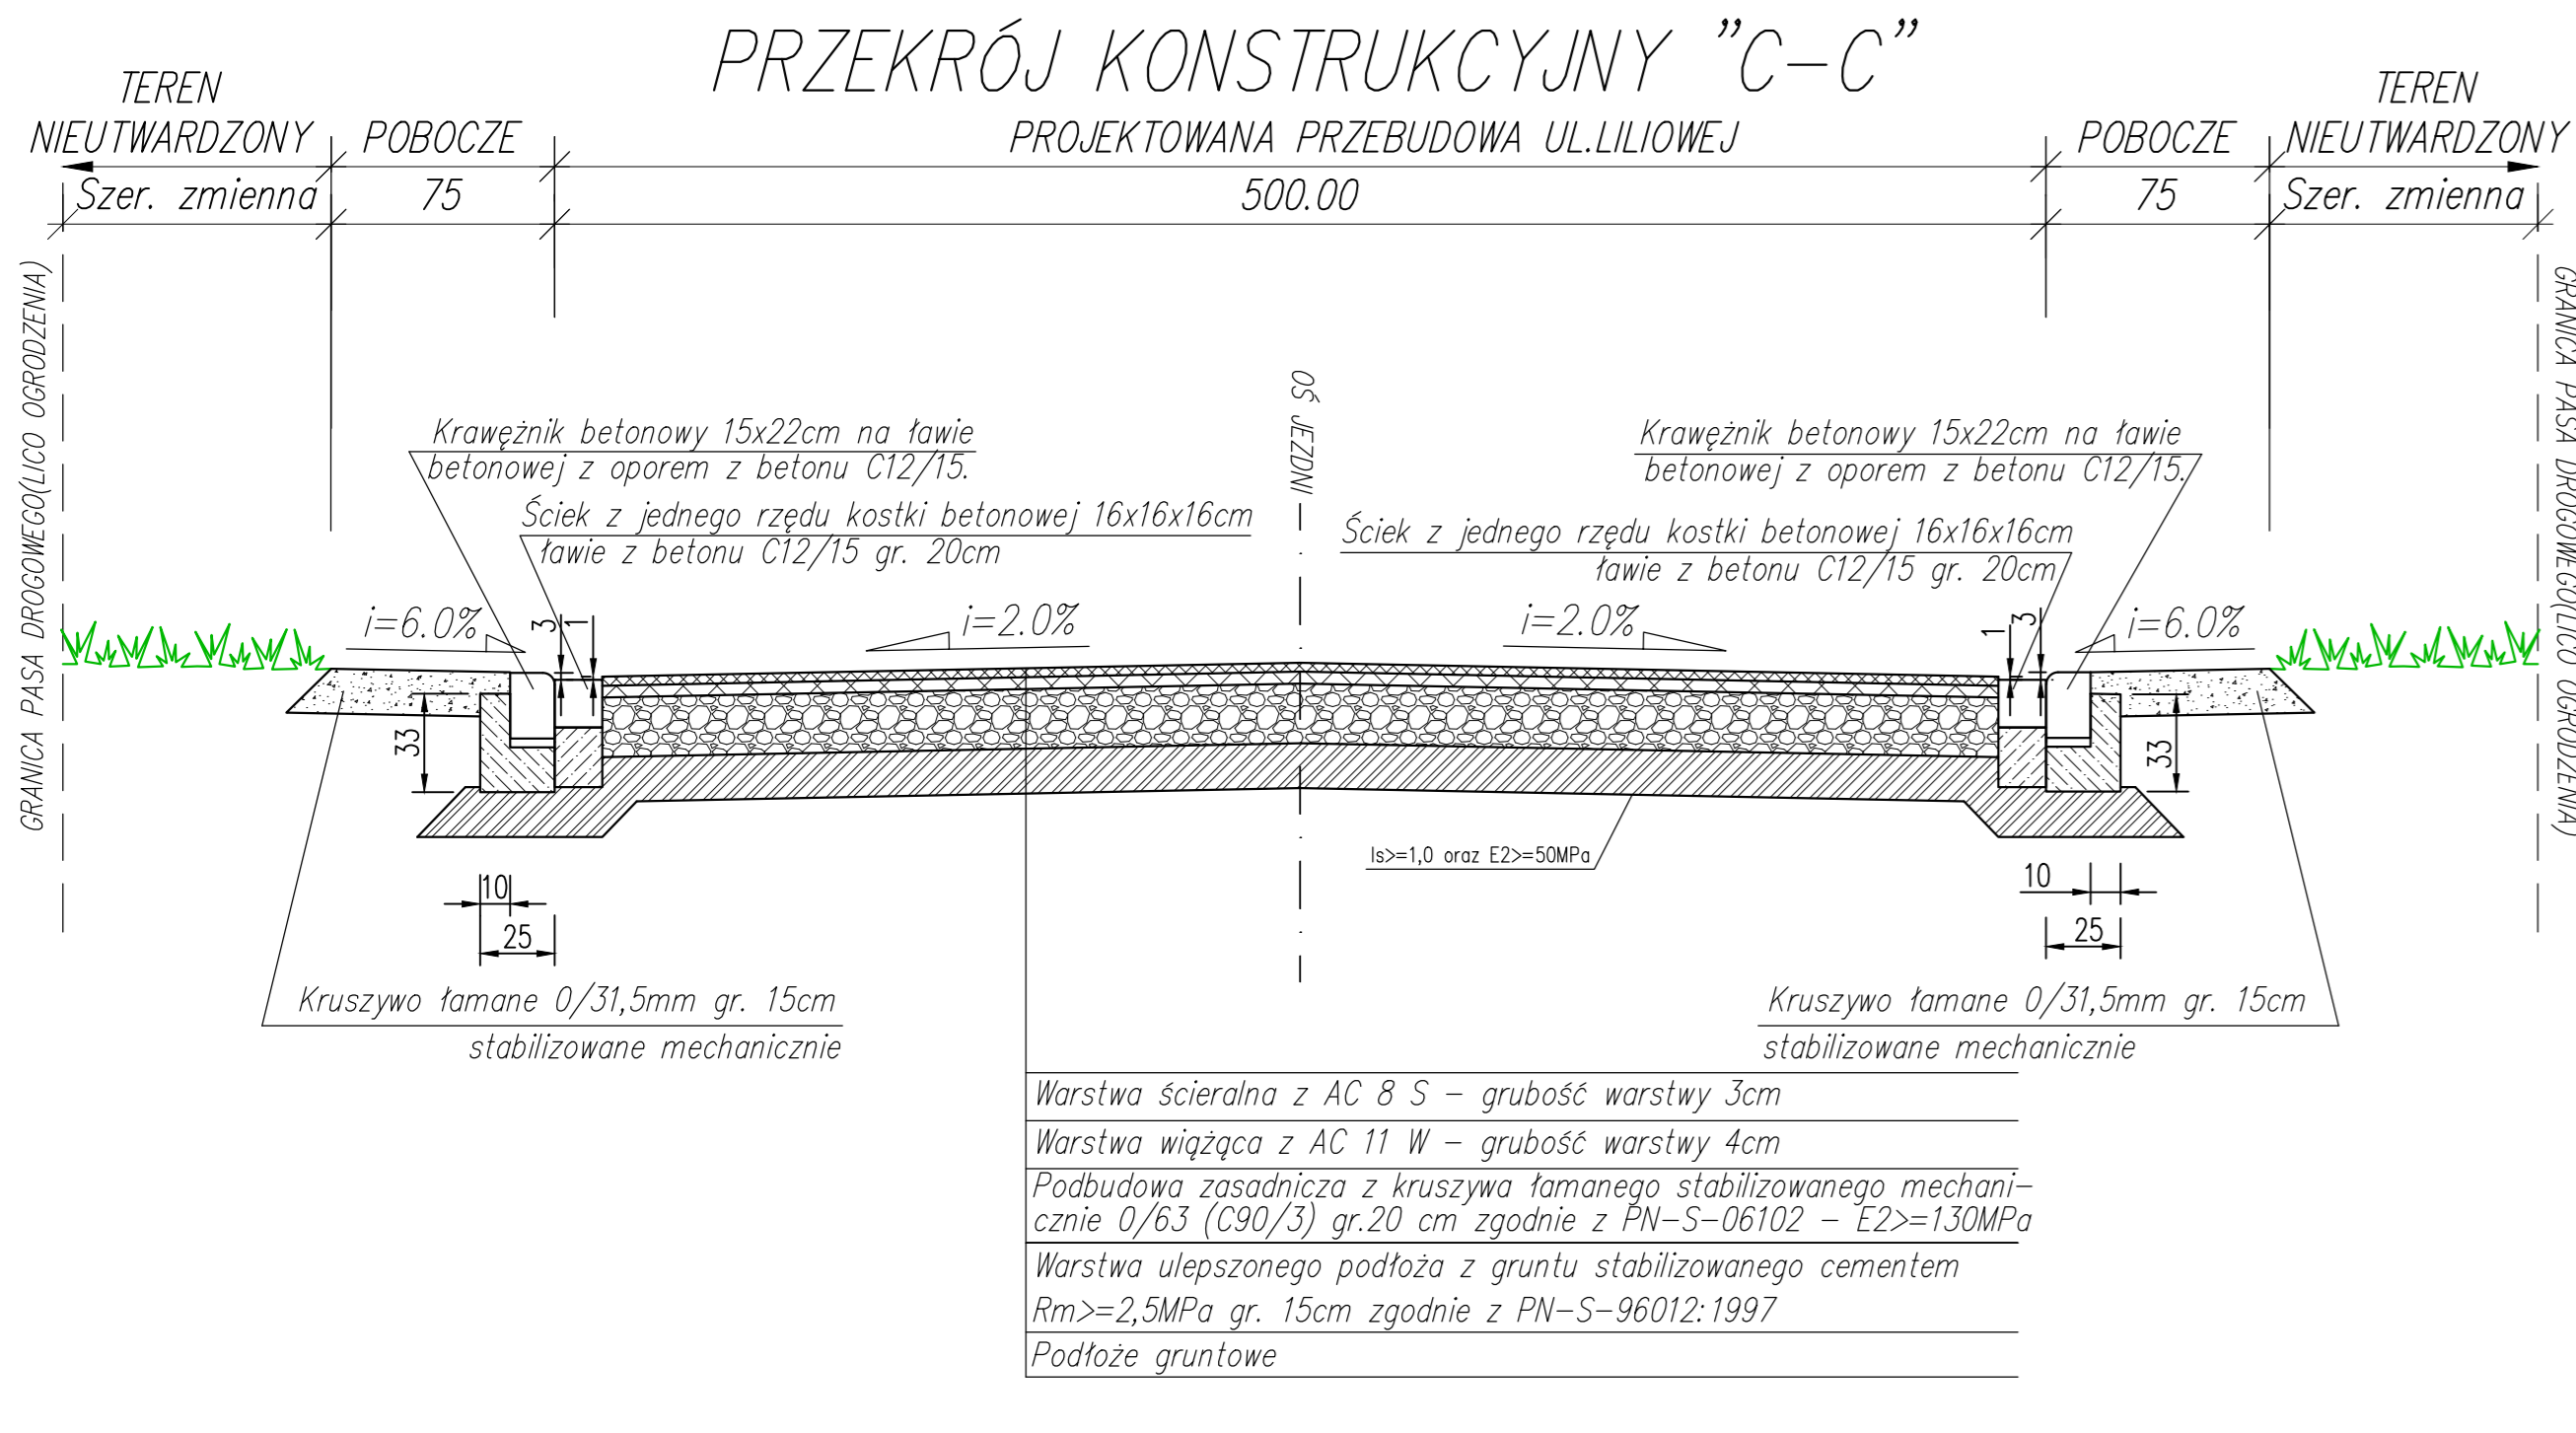 PRZEKRÓJ KONSTRUKCYJNY "C-C"
TEREN
NIEUTWARDZONY
POBOCZE
PROJEKTOWANA PRZEBUDOWA UL.LILIOWEJ
POBOCZE
TEREN
NIEUTWARDZONY
Szer. zmienna
75
500.00
75
Szer. zmienna
GRANICA PASA DROGOWEGO(LICO OGRODZENIA)
GRANICA PASA DROGOWEGO(LICO OGRODZENIA)
OŚ JEZDNI
Krawężnik betonowy 15x22cm na ławie
betonowej z oporem z betonu C12/15.
Ściek z jednego rzędu kostki betonowej 16x16x16cm
ławie z betonu C12/15 gr. 20cm
Krawężnik betonowy 15x22cm na ławie
betonowej z oporem z betonu C12/15.
Ściek z jednego rzędu kostki betonowej 16x16x16cm
ławie z betonu C12/15 gr. 20cm
i=6.0%
3
1
i=2.0%
i=2.0%
1
3
i=6.0%
33
33
Is>=1,0 oraz E2>=50MPa
10
25
10
25
Kruszywo łamane 0/31,5mm gr. 15cm
stabilizowane mechanicznie
Kruszywo łamane 0/31,5mm gr. 15cm
stabilizowane mechanicznie
Warstwa ścieralna z AC 8 S - grubość warstwy 3cm
Warstwa wiążąca z AC 11 W - grubość warstwy 4cm
Podbudowa zasadnicza z kruszywa łamanego stabilizowanego mechani-
cznie 0/63 (C90/3) gr.20 cm zgodnie z PN-S-06102 - E2>=130MPa
Warstwa ulepszonego podłoża z gruntu stabilizowanego cementem
Rm>=2,5MPa gr. 15cm zgodnie z PN-S-96012:1997
Podłoże gruntowe